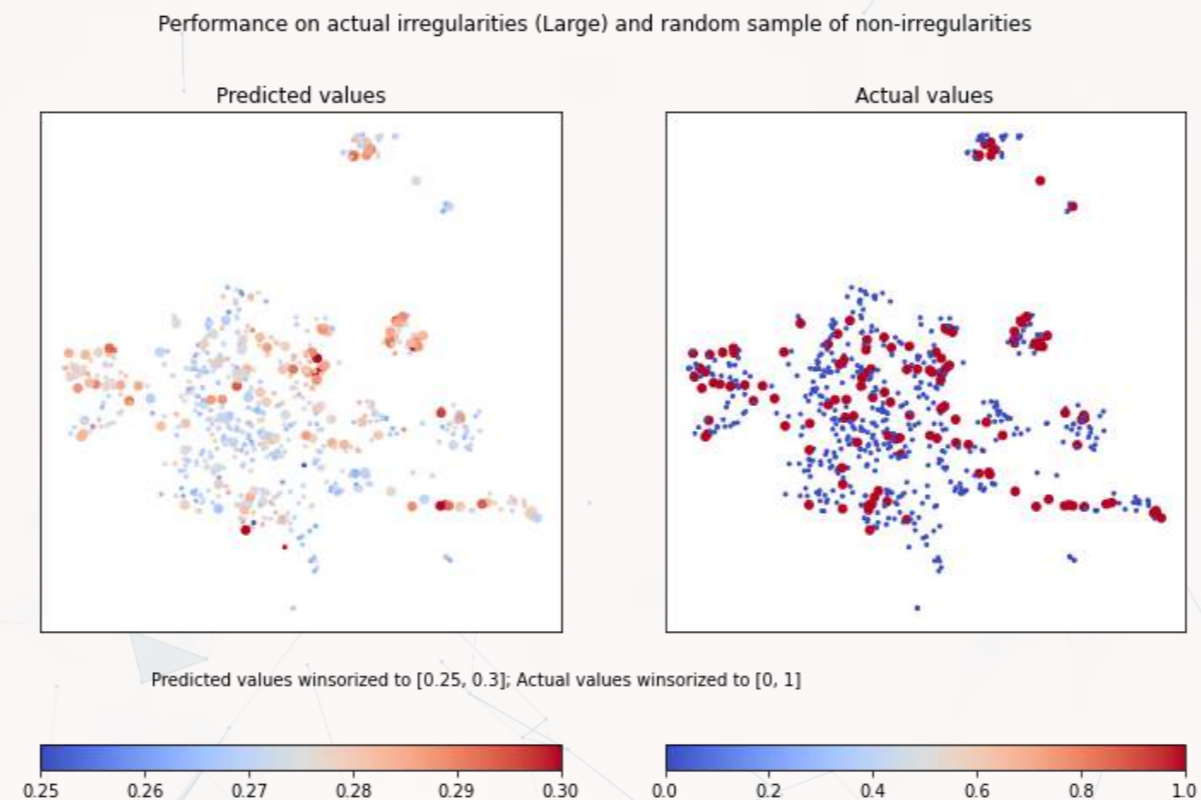 Performance on actual irregularities (Large) and random sample of non-irregularities
Predicted values
Actual values
Predicted values winsorized to [0.25, 0.3]; Actual values winsorized to [0, 1]
0.25 0.26 0.27 0.28 0.29 0.30
0.0 0.2 0.4 0.6 0.8 1.0